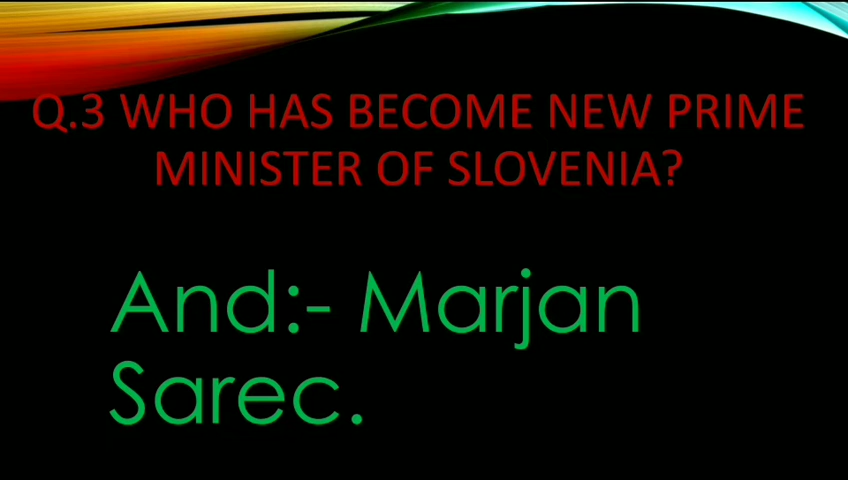 Q.3 WHO HAS BECOME NEW PRIME
MINISTER OF SLOVENIA?
And:- Marjan
Sarec.